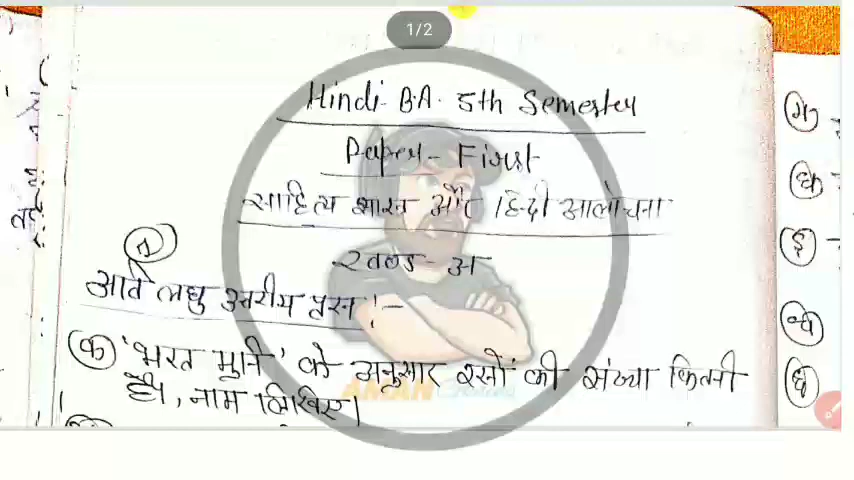 1/2
Hindi B.A. 5th Semester
Paper - First
साहित्य शास्त्र और हिंदी आलोचना
खण्ड अ
अति लघु उत्तरीय प्रश्न :-
(क) 'भरत मुनि' के अनुसार रसों की संख्या कितनी
है, नाम लिखिए।
AMAN